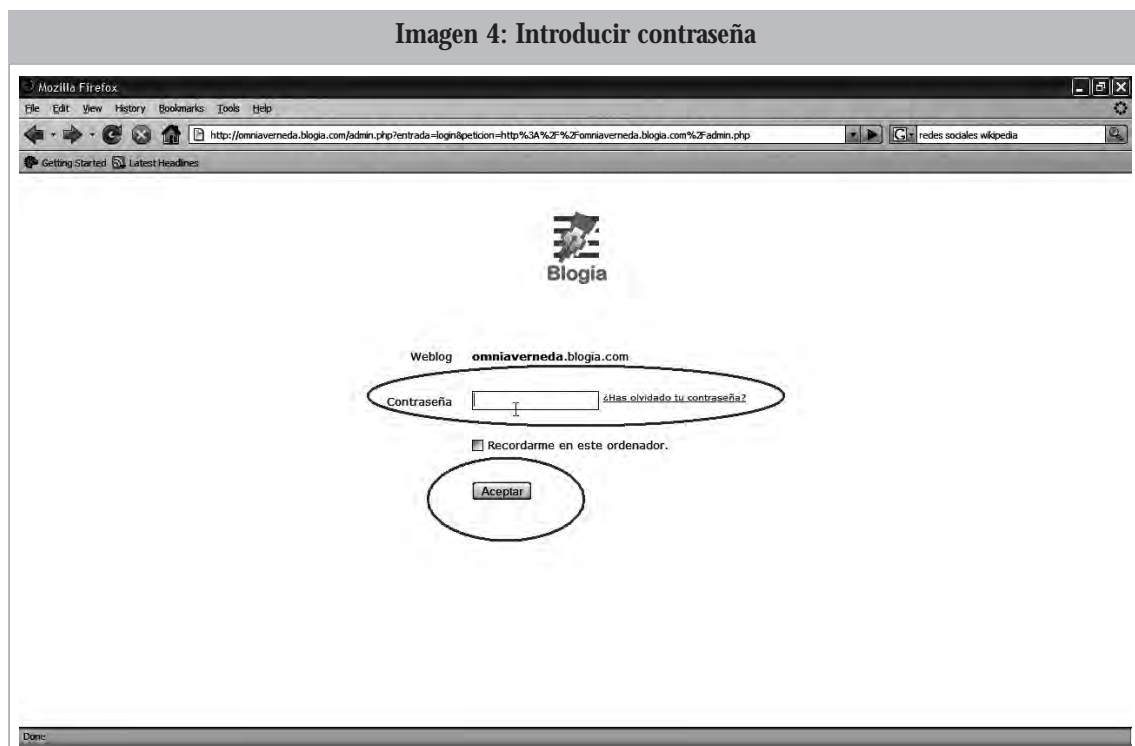 Imagen 4: Introducir contraseña
Mozilla Firefox
File Edit View History Bookmarks Tools Help
http://omniaverneda.blogia.com/admin.php?entrada=login&peticion=http%3A%2F%2Fomniaverneda.blogia.com%2Fadmin.php G redes sociales wikipedia
Getting Started Latest Headlines
Blogia
Weblog omniaverneda.blogia.com
Contraseña ¿Has olvidado tu contraseña?
Recordarme en este ordenador.
Aceptar
Done